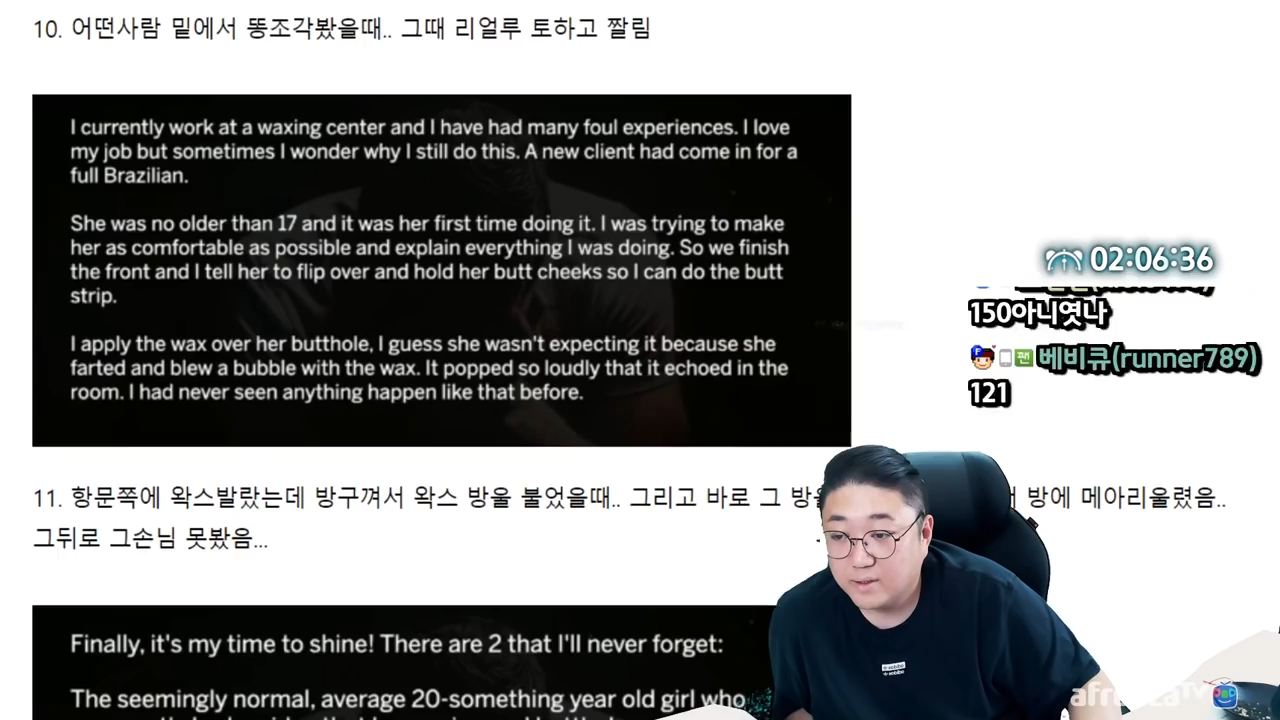 10. 어떤사람 밑에서 똥조각봤을때.. 그때 리얼루 토하고 짤림
I currently work at a waxing center and I have had many foul experiences. I love
my job but sometimes I wonder why I still do this. A new client had come in for a
full Brazilian.
She was no older than 17 and it was her first time doing it. I was trying to make
her as comfortable as possible and explain everything I was doing. So we finish
the front and I tell her to flip over and hold her butt cheeks so I can do the butt
strip.
I apply the wax over her butthole, I guess she wasn't expecting it because she
farted and blew a bubble with the wax. It popped so loudly that it echoed in the
room. I had never seen anything happen like that before.
02:06:36
150아니엿나
팬 베비큐(runner789)
121
11. 항문쪽에 왁스발랐는데 방구껴서 왁스 방울 불었을때.. 그리고 바로 그 방에 메아리울렸음..
그뒤로 그손님 못봤음...
Finally, it's my time to shine! There are 2 that I'll never forget:
The seemingly normal, average 20-something year old girl who